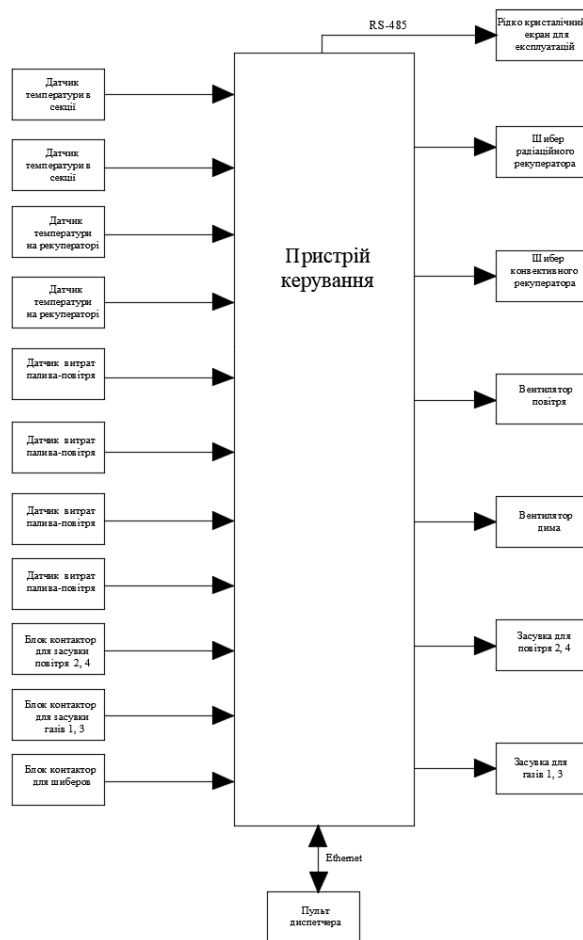 RS-485
Рідко кристалічний
екран для
експлуатацій
Датчик
температури в
секції
Датчик
температури в
секції
Датчик
температури
на рекуператорі
Датчик
температури
на рекуператорі
Датчик витрат
палива-повітря
Датчик витрат
палива-повітря
Датчик витрат
палива-повітря
Датчик витрат
палива-повітря
Блок контактор
для засувки
повітря 2, 4
Блок контактор
для засувки
газів 1, 3
Блок контактор
для шиберов
Пристрій
керування
Шибер
радіаційного
рекуператора
Шибер
конвективного
рекуператора
Вентилятор
повітря
Вентилятор
дима
Засувка для
повітря 2, 4
Засувка для
газів 1, 3
Ethernet
Пульт
диспетчера